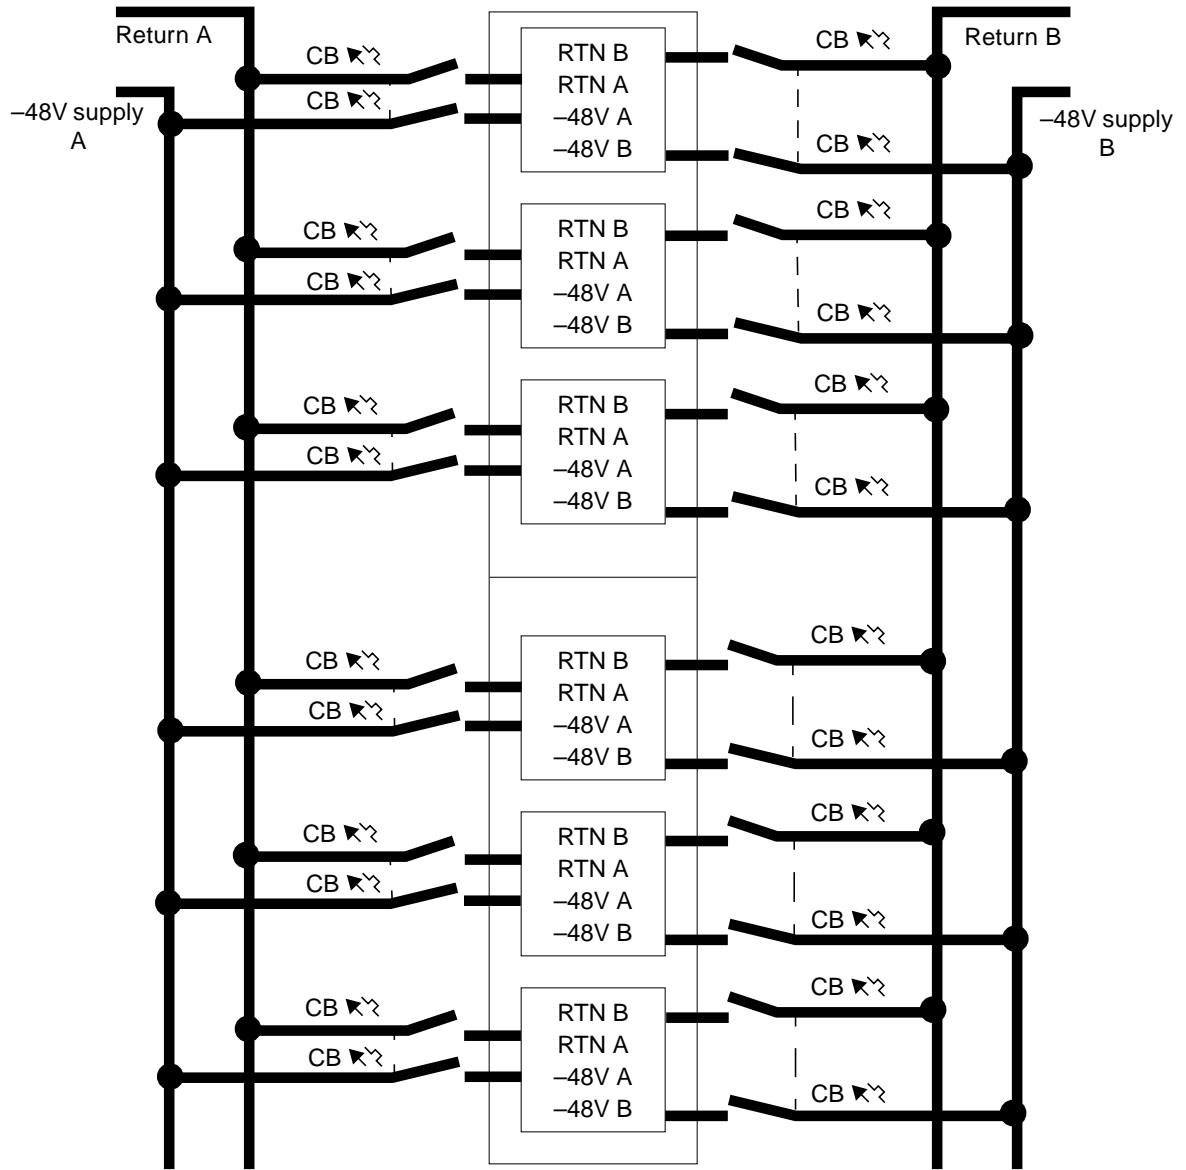 Return A
CB
RTN B
CB
Return B
RTN A
–48V supply
A
CB
–48V A
–48V supply
B
–48V B
CB
CB
RTN B
CB
RTN A
CB
–48V A
–48V B
CB
CB
RTN B
CB
RTN A
CB
–48V A
–48V B
CB
CB
RTN B
CB
RTN A
CB
–48V A
–48V B
CB
CB
RTN B
CB
RTN A
CB
–48V A
–48V B
CB
CB
RTN B
CB
RTN A
CB
–48V A
–48V B
CB